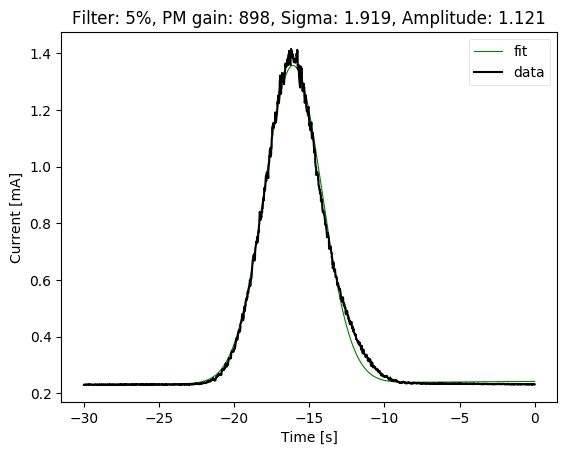 Filter: 5%, PM gain: 898, Sigma: 1.919, Amplitude: 1.121
fit
data
1.4
1.2
1.0
0.8
0.6
0.4
0.2
Current [mA]
−30 −25 −20 −15 −10 −5 0
Time [s]